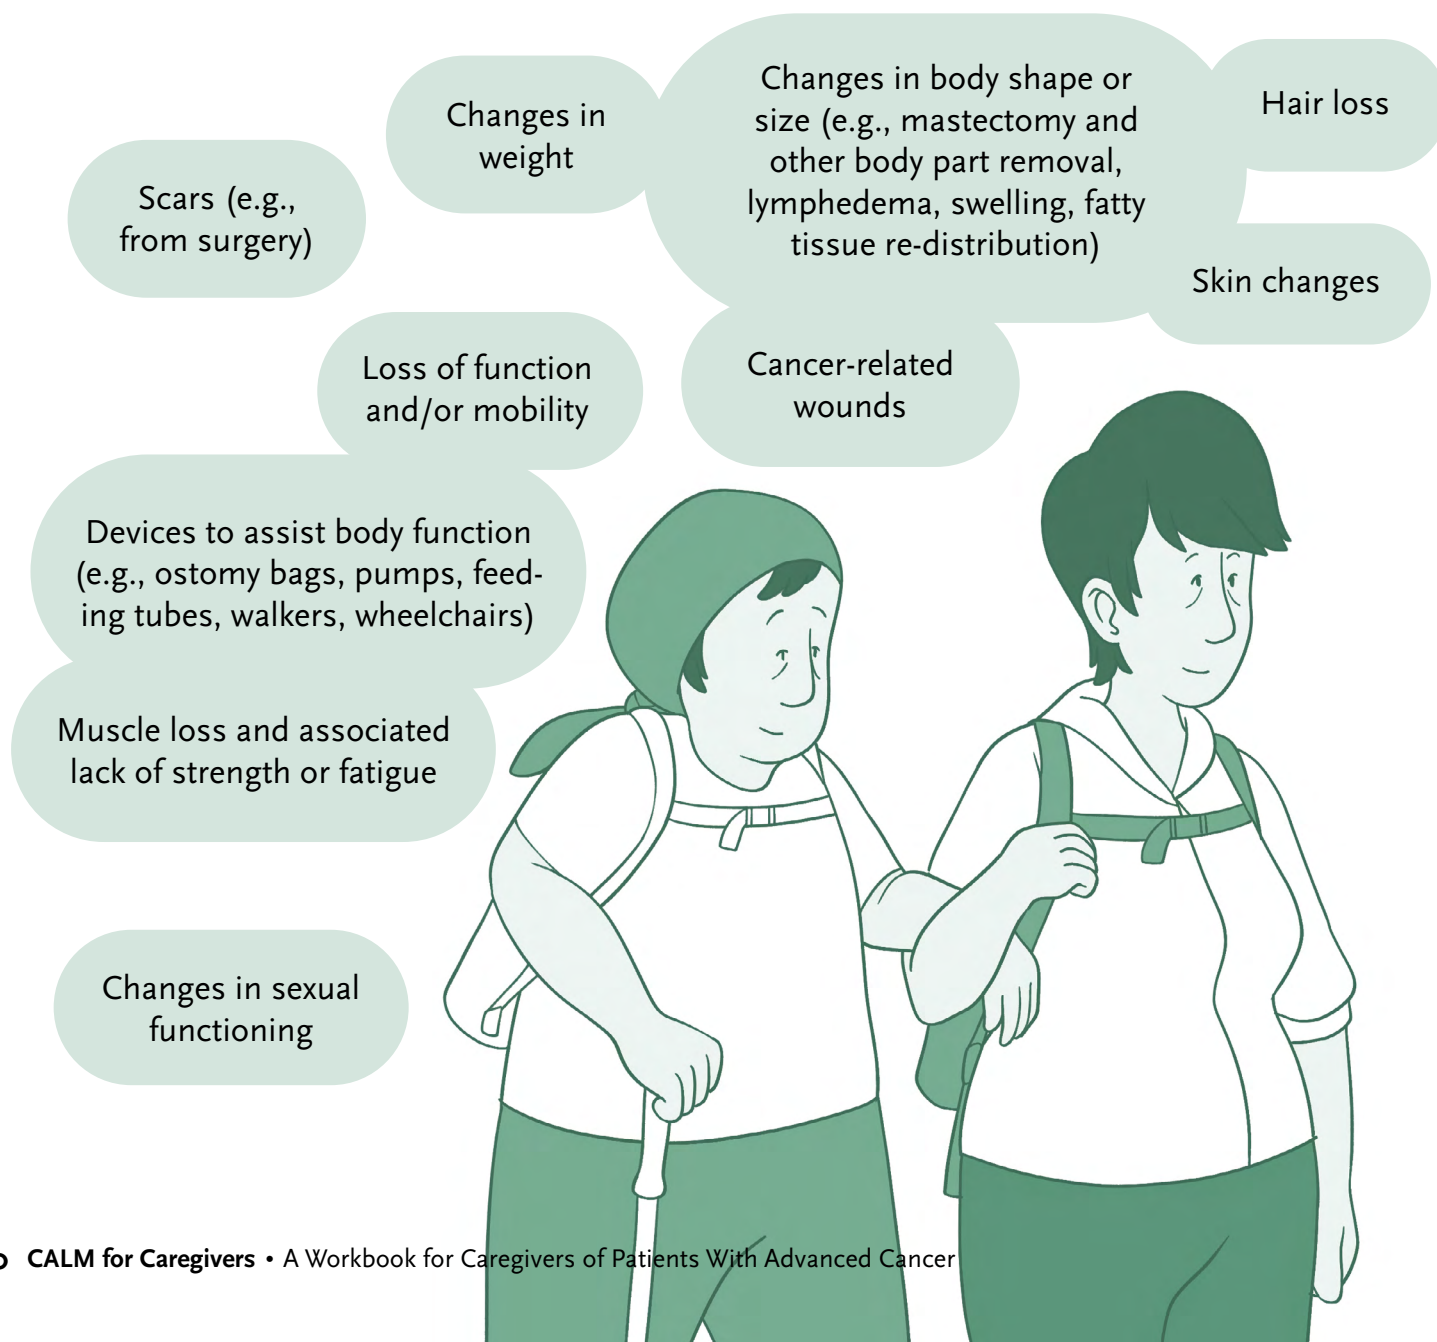 Changes in body shape or
size (e.g., mastectomy and
other body part removal,
lymphedema, swelling, fatty
tissue re-distribution)
Hair loss
Changes in
weight
Scars (e.g.,
from surgery)
Skin changes
Loss of function
and/or mobility
Cancer-related
wounds
Devices to assist body function
(e.g., ostomy bags, pumps, feed-
ing tubes, walkers, wheelchairs)
Muscle loss and associated
lack of strength or fatigue
Changes in sexual
functioning
CALM for Caregivers • A Workbook for Caregivers of Patients With Advanced Cancer